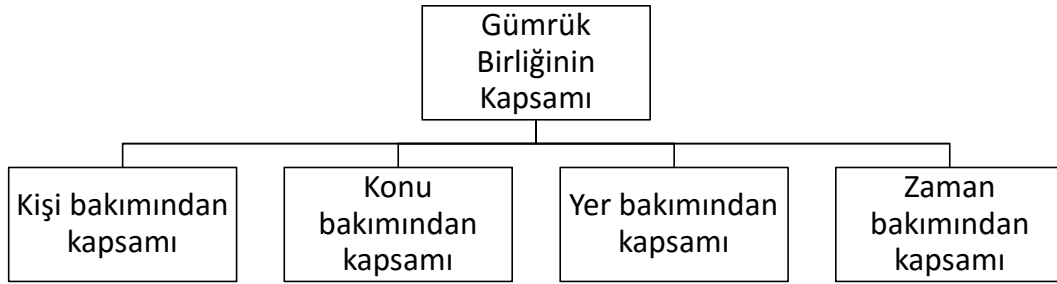 Gümrük
Birliğinin
Kapsamı
Kişi bakımından
kapsamı
Konu
bakımından
kapsamı
Yer bakımından
kapsamı
Zaman
bakımından
kapsamı